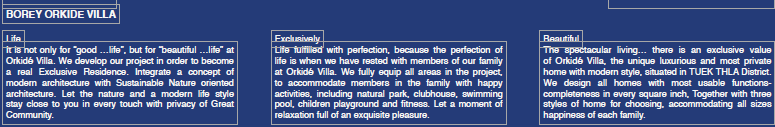 BOREY ORKIDE VILLA
Life
It is not only for “good ...life”, but for “beautiful ...life” at
Orkidé Villa. We develop our project in order to become
a real Exclusive Residence. Integrate a concept of
modern architecture with Sustainable Nature oriented
architecture. Let the nature and a modern life style
stay close to you in every touch with privacy of Great
Community.
Exclusively
Life fulfilled with perfection, because the perfection of
life is when we have rested with members of our family
at Orkidé Villa. We fully equip all areas in the project,
to accommodate members in the family with happy
activities, including natural park, clubhouse, swimming
pool, children playground and fitness. Let a moment of
relaxation full of an exquisite pleasure.
Beautiful
The spectacular living... there is an exclusive value
of Orkidé Villa, the unique luxurious and most private
home with modern style, situated in TUEK THLA District.
We design all homes with most usable functions-
completeness in every square inch, Together with three
styles of home for choosing, accommodating all sizes
happiness of each family.